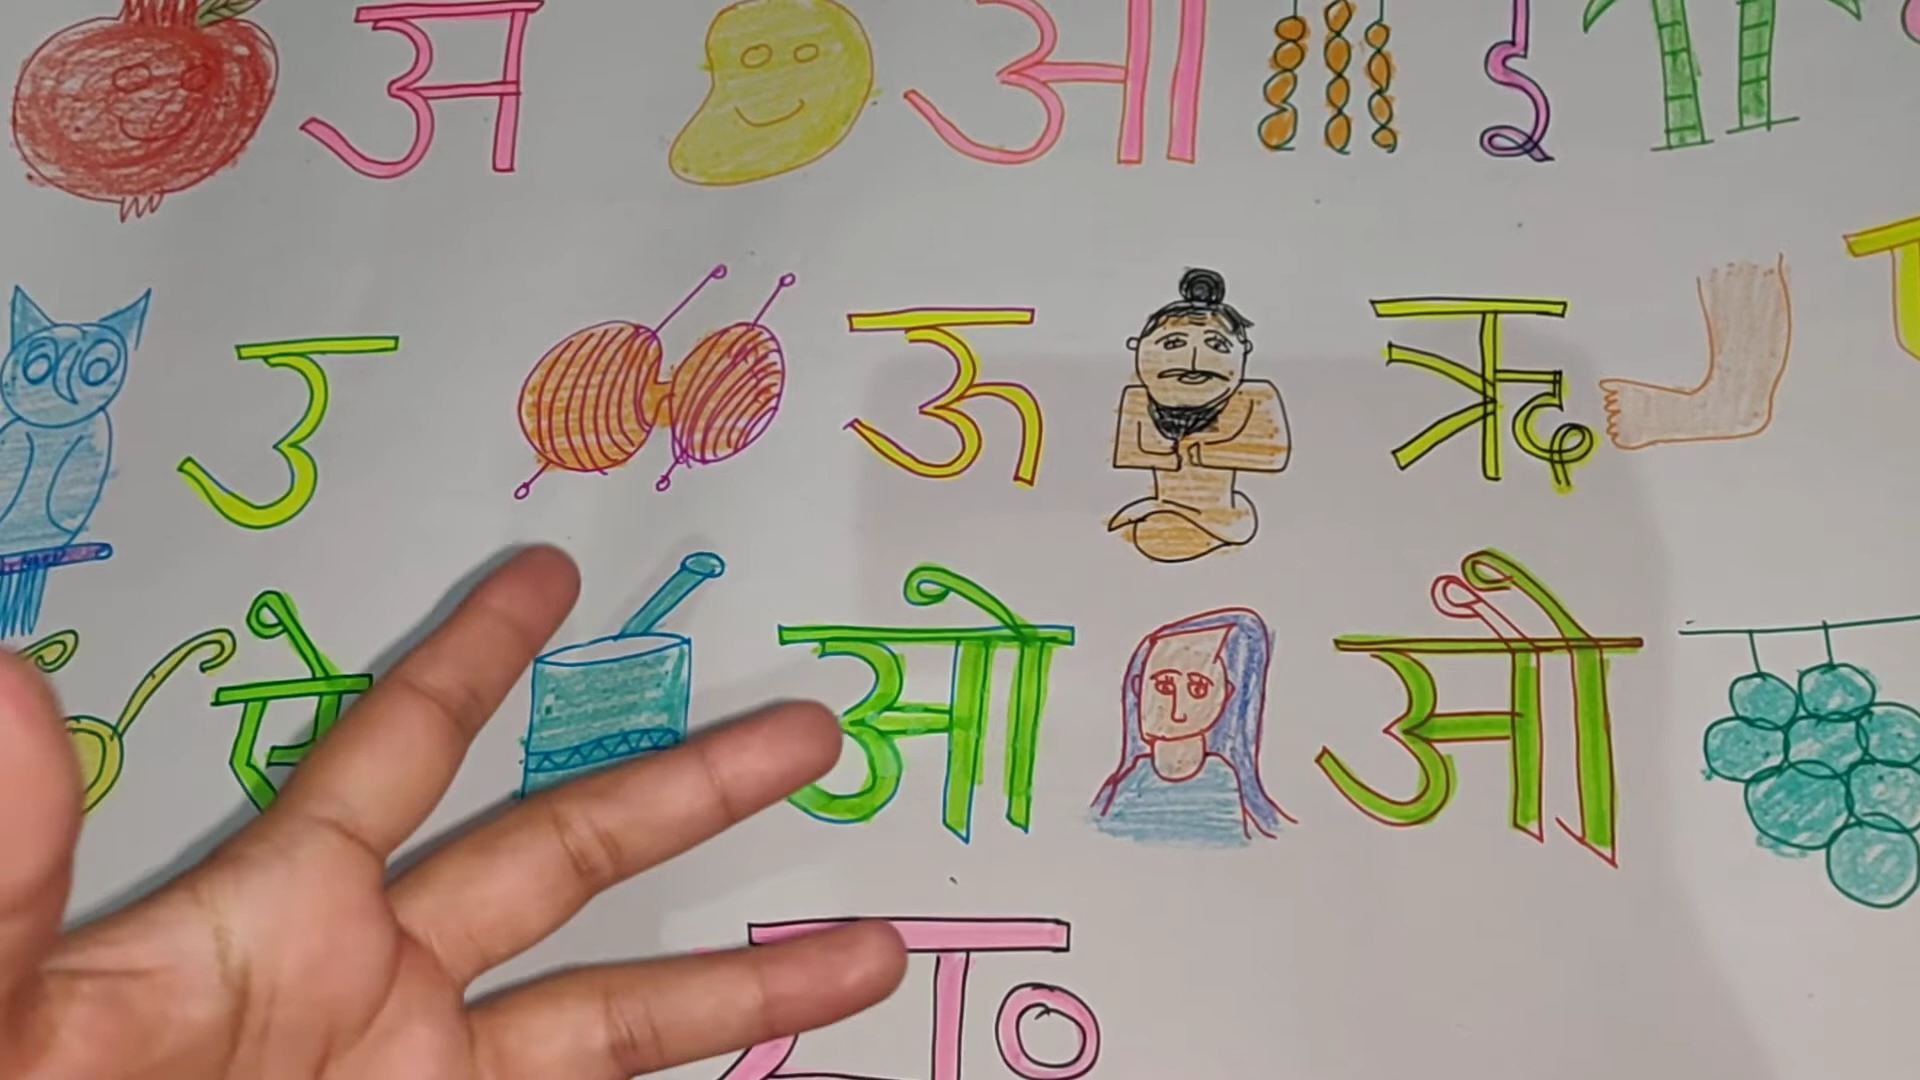 अ आ इ
उ ऊ ऋ
ऐ ओ औ